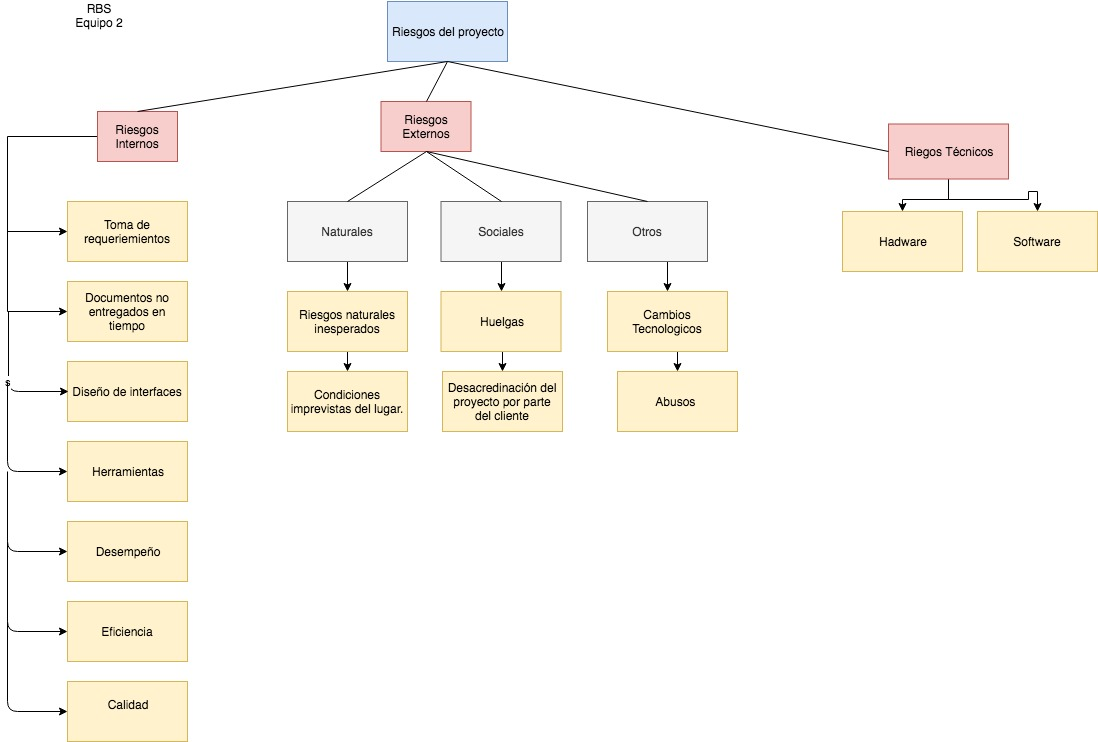 RBS
Equipo 2
Riesgos del proyecto
Riesgos
Internos
Riesgos
Externos
Riegos Técnicos
Toma de
requeriemientos
Documentos no
entregados en
tiempo
s
Diseño de interfaces
Herramientas
Desempeño
Eficiencia
Calidad
Naturales
Sociales
Otros
Riesgos naturales
inesperados
Huelgas
Cambios
Tecnologicos
Condiciones
imprevistas del lugar.
Desacredinación del
proyecto por parte
del cliente
Abusos
Hadware
Software